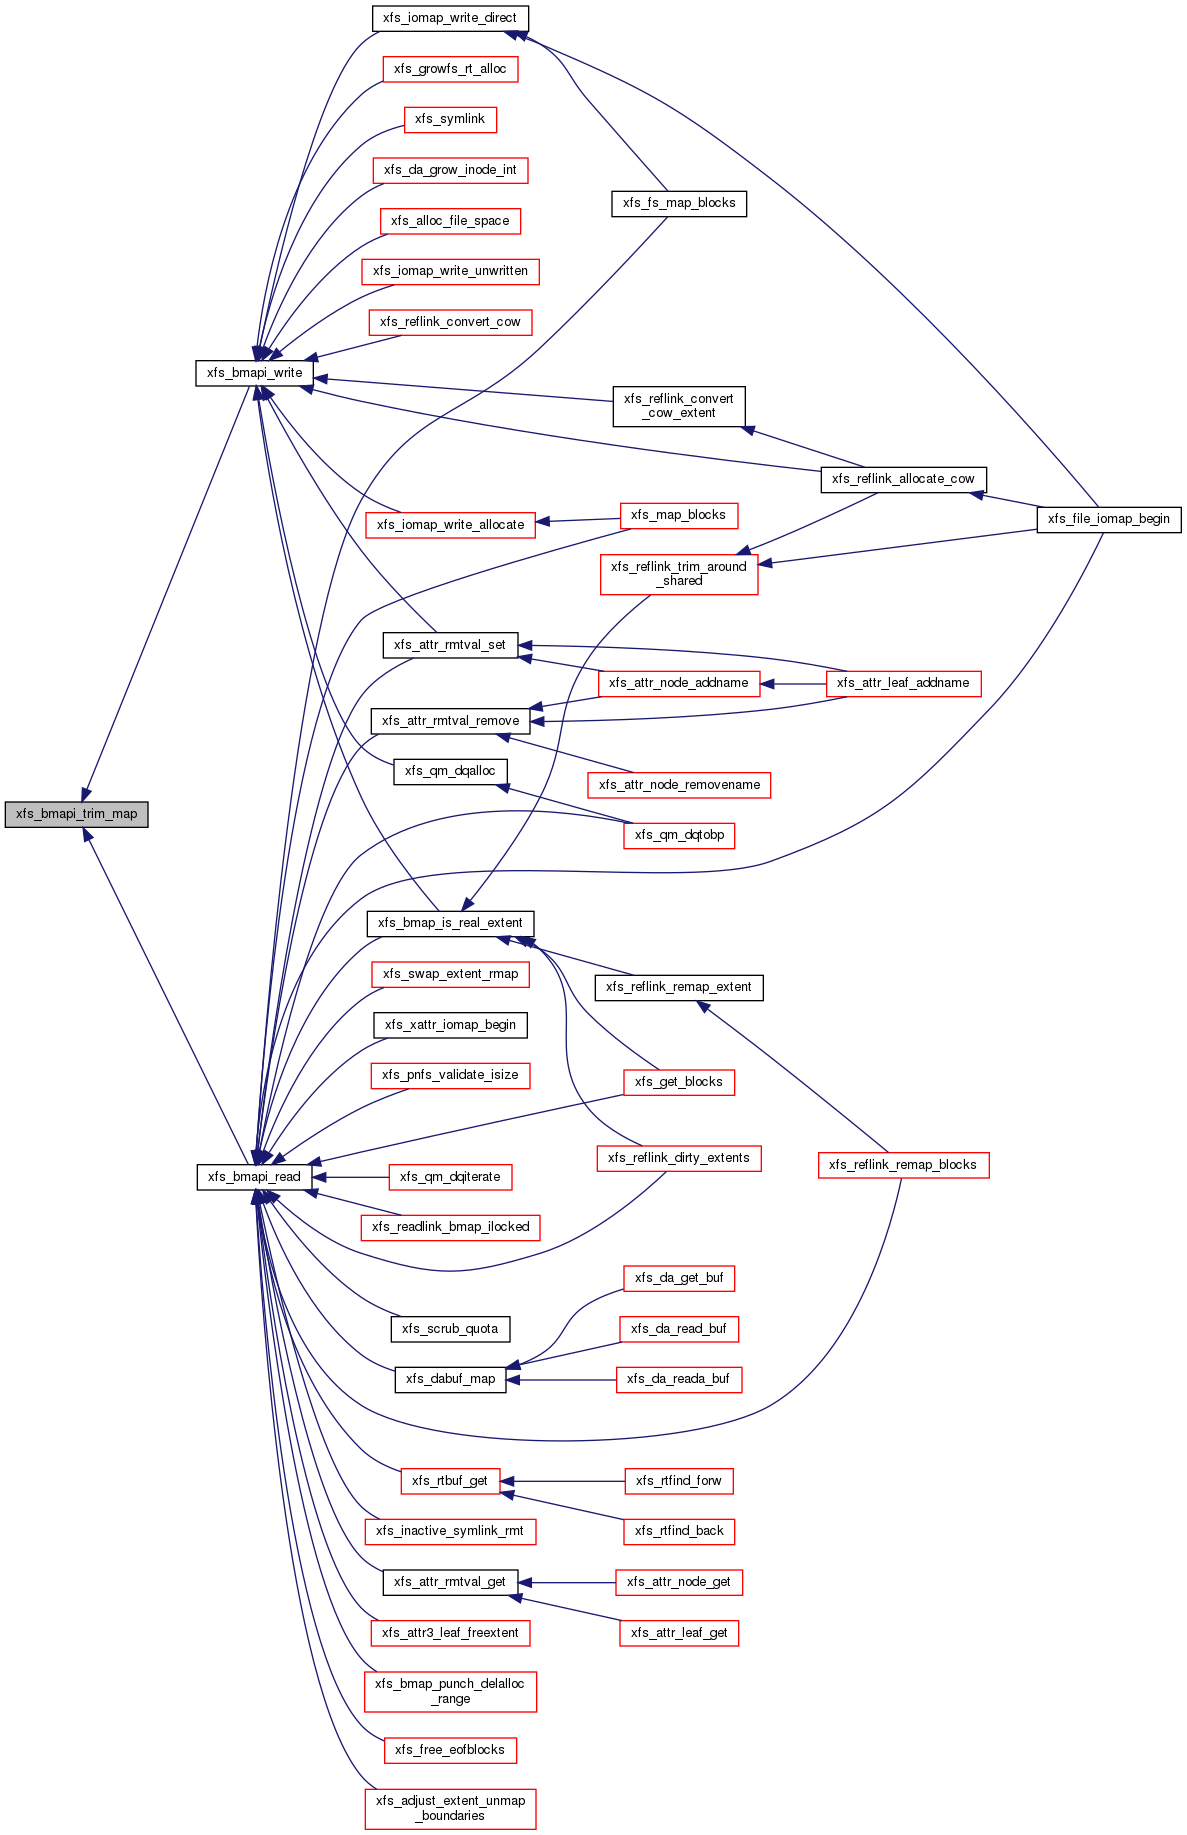 xfs_iomap_write_direct
xfs_growfs_rt_alloc
xfs_symlink
xfs_da_grow_inode_int
xfs_fs_map_blocks
xfs_alloc_file_space
xfs_iomap_write_unwritten
xfs_reflink_convert_cow
xfs_bmapi_write
xfs_reflink_convert
_cow_extent
xfs_reflink_allocate_cow
xfs_map_blocks
xfs_file_iomap_begin
xfs_iomap_write_allocate
xfs_reflink_trim_around
_shared
xfs_attr_rmtval_set
xfs_attr_node_addname
xfs_attr_leaf_addname
xfs_attr_rmtval_remove
xfs_qm_dqalloc
xfs_attr_node_removename
xfs_bmapi_trim_map
xfs_qm_dqtobp
xfs_bmap_is_real_extent
xfs_swap_extent_rmap
xfs_reflink_remap_extent
xfs_xattr_iomap_begin
xfs_pnfs_validate_isize
xfs_get_blocks
xfs_reflink_dirty_extents
xfs_reflink_remap_blocks
xfs_bmapi_read
xfs_qm_dqiterate
xfs_readlink_bmap_ilocked
xfs_da_get_buf
xfs_scrub_quota
xfs_da_read_buf
xfs_dabuf_map
xfs_da_reada_buf
xfs_rtbuf_get
xfs_rtfind_forw
xfs_inactive_symlink_rmt
xfs_rtfind_back
xfs_attr_rmtval_get
xfs_attr_node_get
xfs_attr3_leaf_freextent
xfs_attr_leaf_get
xfs_bmap_punch_delalloc
_range
xfs_free_eofblocks
xfs_adjust_extent_unmap
_boundaries